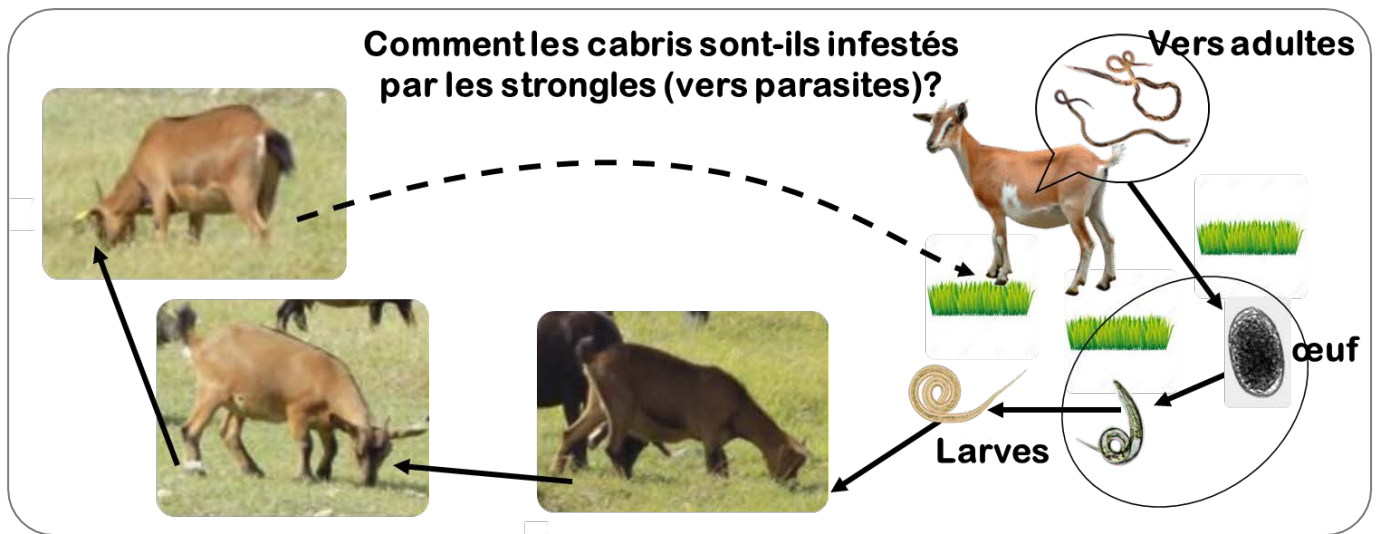 Comment les cabris sont-ils infestés
par les strongles (vers parasites)?
Vers adultes
œuf
Larves